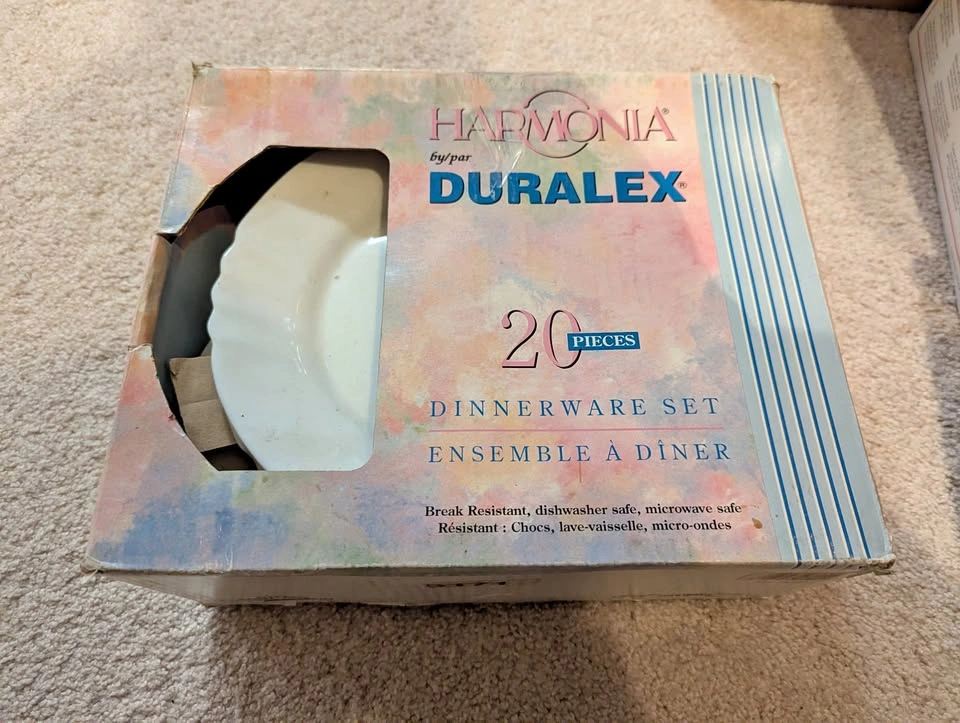 HARMONIA®
by/par
DURALEX®
20 PIECES
DINNERWARE SET
ENSEMBLE À DÎNER
Break Resistant, dishwasher safe, microwave safe
Résistant : Chocs, lave-vaisselle, micro-ondes